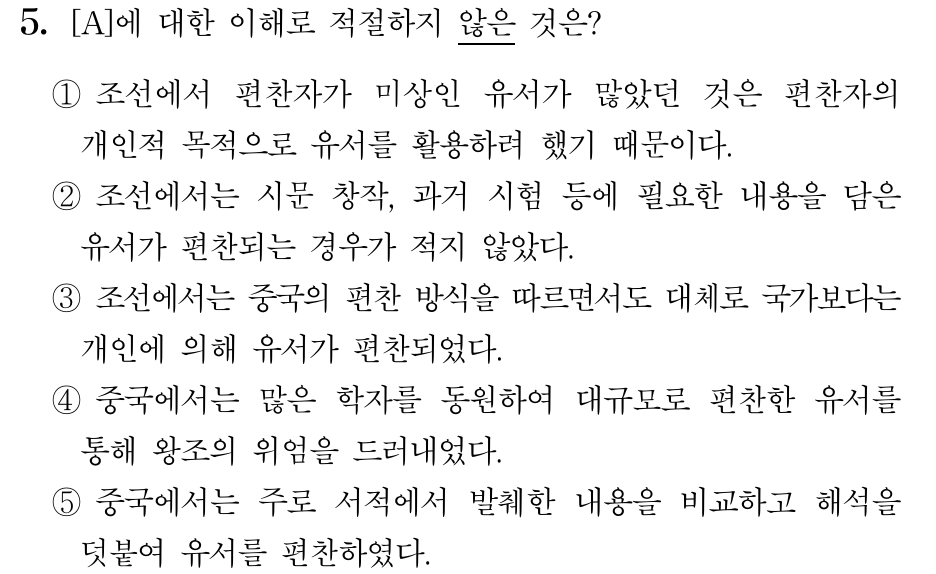 5. [A]에 대한 이해로 적절하지 않은 것은?
① 조선에서 편찬자가 미상인 유서가 많았던 것은 편찬자의
개인적 목적으로 유서를 활용하려 했기 때문이다.
② 조선에서는 시문 창작, 과거 시험 등에 필요한 내용을 담은
유서가 편찬되는 경우가 적지 않았다.
③ 조선에서는 중국의 편찬 방식을 따르면서도 대체로 국가보다는
개인에 의해 유서가 편찬되었다.
④ 중국에서는 많은 학자를 동원하여 대규모로 편찬한 유서를
통해 왕조의 위엄을 드러내었다.
⑤ 중국에서는 주로 서적에서 발췌한 내용을 비교하고 해석을
덧붙여 유서를 편찬하였다.